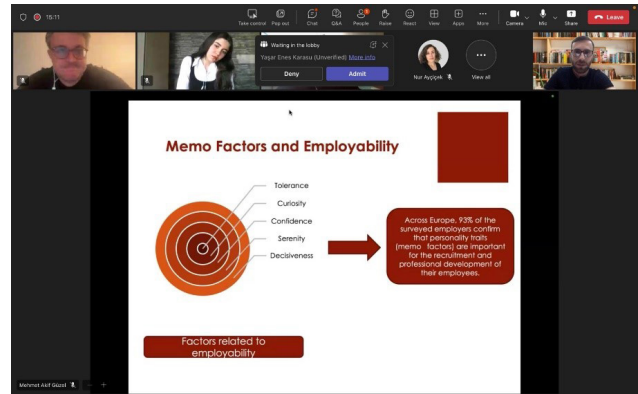 15:11
Take control Pop out Chat Q&A People Raise React View Apps More Camera Mic Share Leave
Waiting in the lobby
Yaşar Enes Karasu (Unverified) More info
Deny Admit
Nur Ayçiçek View all
Memo Factors and Employability
Tolerance
Curiosity
Confidence
Serenity
Decisiveness
Across Europe, 93% of the
surveyed employers confirm
that personality traits
(memo factors) are important
for the recruitment and
professional development of
their employees.
Factors related to
employability
Mehmet Akif Güzel